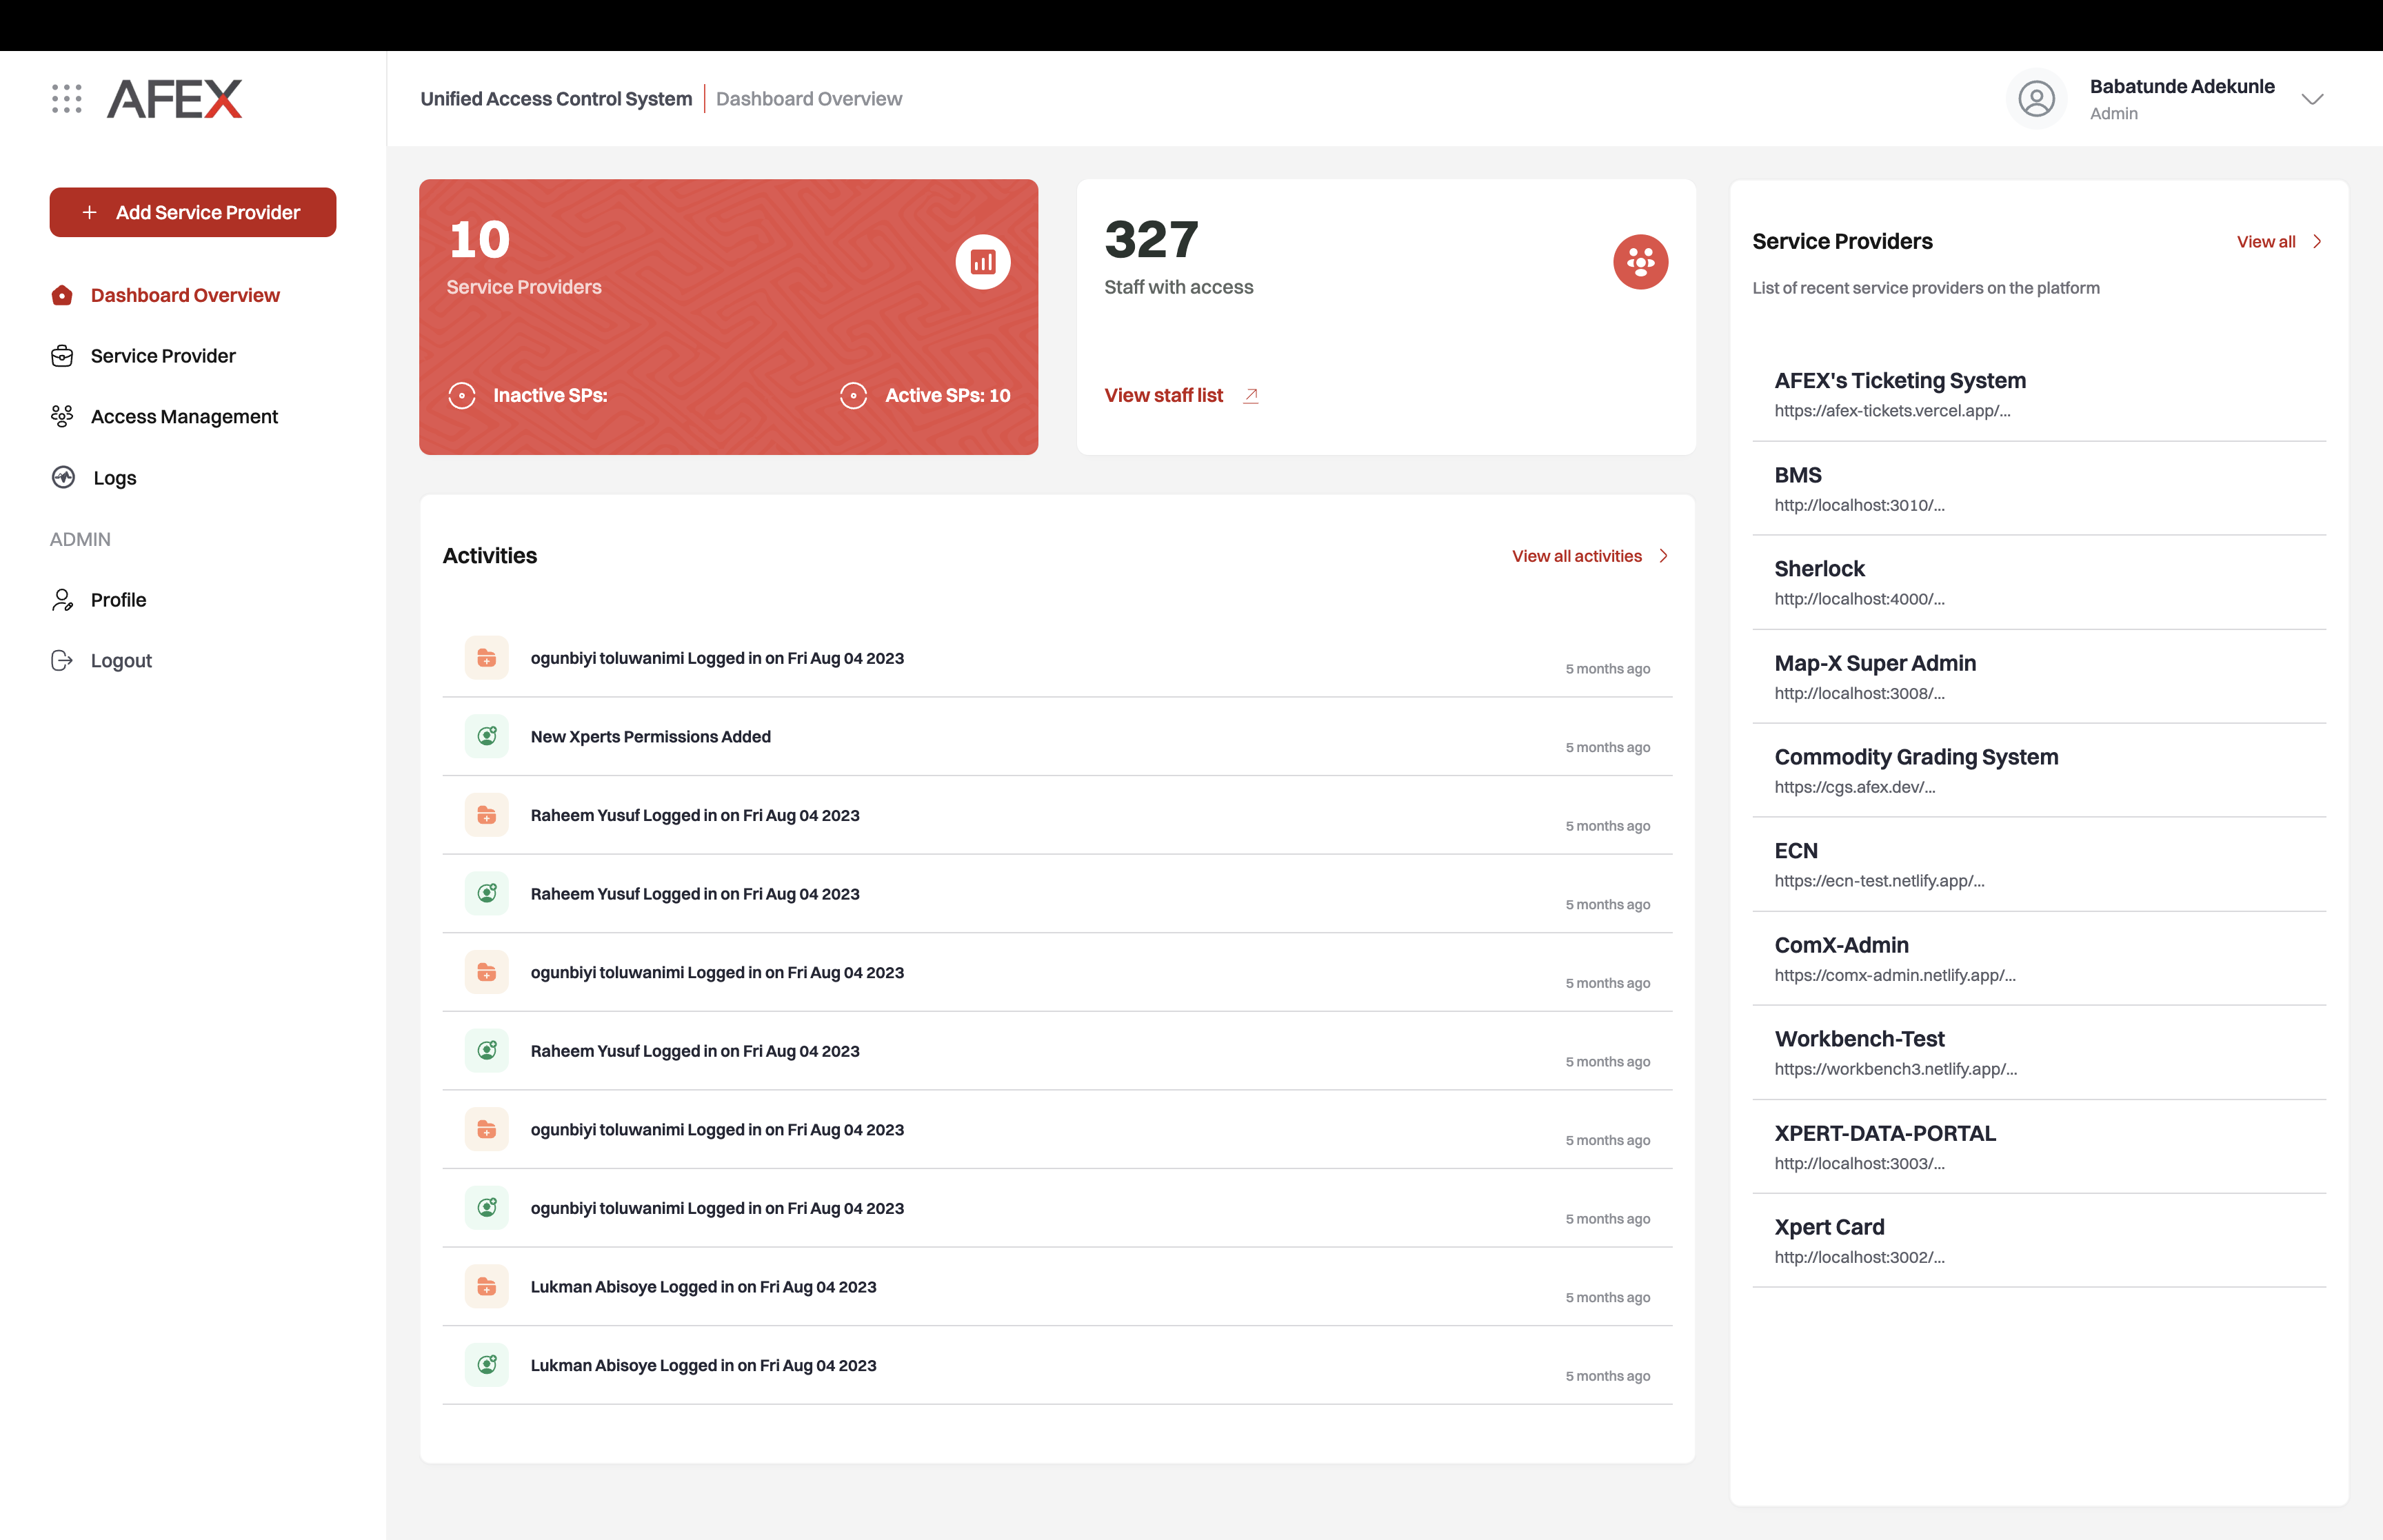 AFEX
Unified Access Control System
Dashboard Overview
Babatunde Adekunle
Admin
Add Service Provider
Dashboard Overview
Service Provider
Access Management
Logs
ADMIN
Profile
Logout
10
Service Providers
Inactive SPs:
Active SPs: 10
327
Staff with access
View staff list
Activities
View all activities
ogunbiyi toluwanimi Logged in on Fri Aug 04 2023
5 months ago
New Xperts Permissions Added
5 months ago
Raheem Yusuf Logged in on Fri Aug 04 2023
5 months ago
Raheem Yusuf Logged in on Fri Aug 04 2023
5 months ago
ogunbiyi toluwanimi Logged in on Fri Aug 04 2023
5 months ago
Raheem Yusuf Logged in on Fri Aug 04 2023
5 months ago
ogunbiyi toluwanimi Logged in on Fri Aug 04 2023
5 months ago
ogunbiyi toluwanimi Logged in on Fri Aug 04 2023
5 months ago
Lukman Abisoye Logged in on Fri Aug 04 2023
5 months ago
Lukman Abisoye Logged in on Fri Aug 04 2023
5 months ago
Service Providers
View all
List of recent service providers on the platform
AFEX's Ticketing System
https://afex-tickets.vercel.app/...
BMS
http://localhost:3010/...
Sherlock
http://localhost:4000/...
Map-X Super Admin
http://localhost:3008/...
Commodity Grading System
https://cgs.afex.dev/...
ECN
https://ecn-test.netlify.app/...
ComX-Admin
https://comx-admin.netlify.app/...
Workbench-Test
https://workbench3.netlify.app/...
XPERT-DATA-PORTAL
http://localhost:3003/...
Xpert Card
http://localhost:3002/...